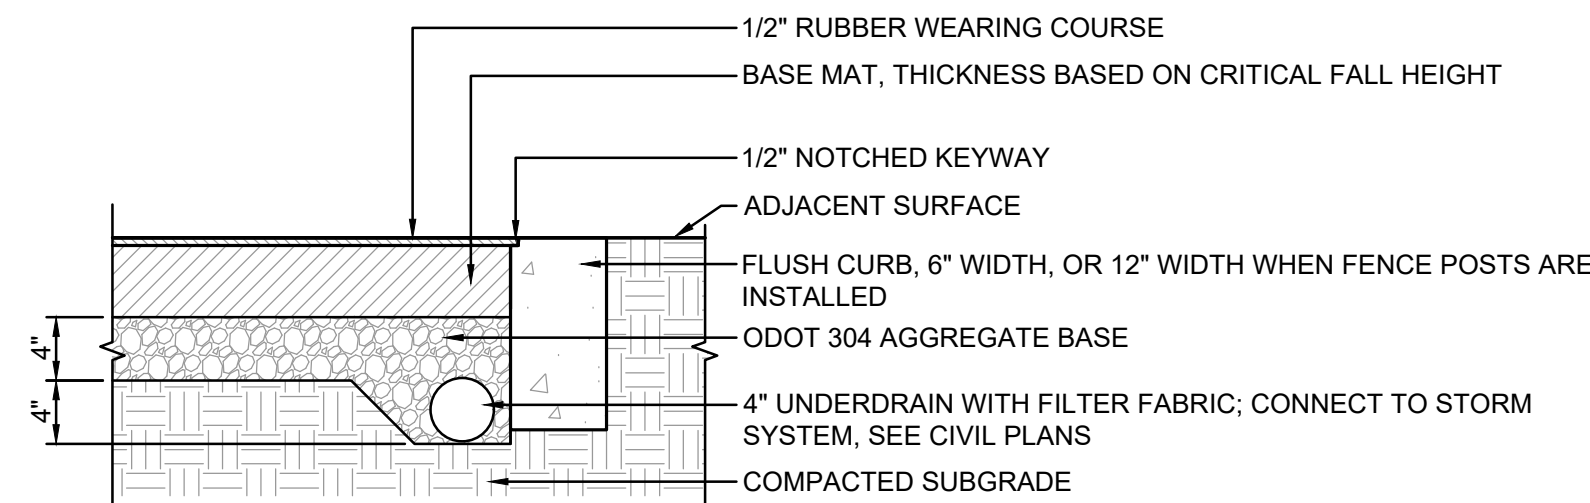 1/2" RUBBER WEARING COURSE
BASE MAT, THICKNESS BASED ON CRITICAL FALL HEIGHT
1/2" NOTCHED KEYWAY
ADJACENT SURFACE
FLUSH CURB, 6" WIDTH, OR 12" WIDTH WHEN FENCE POSTS ARE
INSTALLED
ODOT 304 AGGREGATE BASE
4"
4"
4" UNDERDRAIN WITH FILTER FABRIC; CONNECT TO STORM
SYSTEM, SEE CIVIL PLANS
COMPACTED SUBGRADE